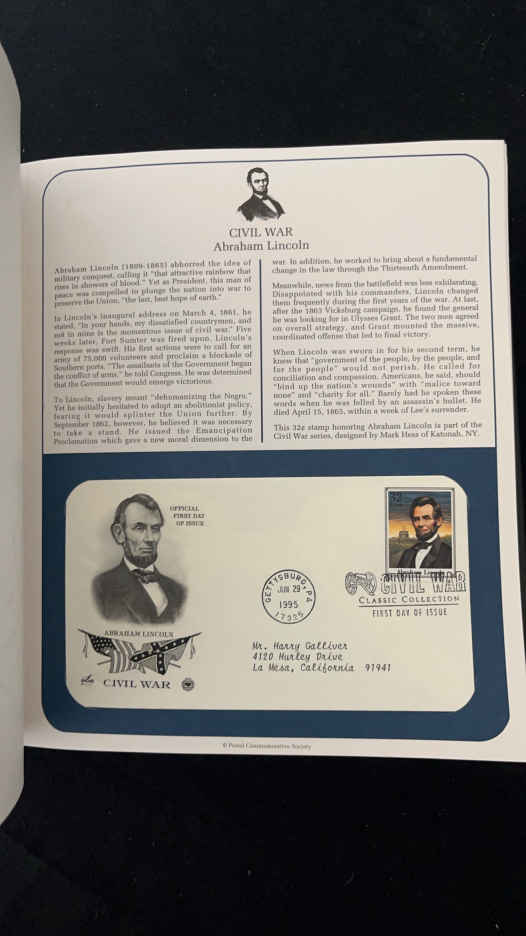 CIVIL WAR
Abraham Lincoln
Abraham Lincoln (1809-1865) abhorred the idea of
military conquest, calling it "that attractive rainbow that
rises in showers of blood." Yet as President, this man of
peace was compelled to plunge the nation into war to
preserve the Union, "the last, best hope of earth."
In Lincoln's inaugural address on March 4, 1861, he
stated, "In your hands, my dissatisfied countrymen, and
not in mine is the momentous issue of civil war." Five
weeks later, Fort Sumter was fired upon. Lincoln's
response was swift. His first actions were to call for an
army of 75,000 volunteers and proclaim a blockade of
Southern ports. "The assailants of the Government began
the conflict of arms," he told Congress. He was determined
that the Government would emerge victorious.
To Lincoln, slavery meant "dehumanizing the Negro."
Yet he initially hesitated to adopt an abolitionist policy,
fearing it would splinter the Union further. By
September 1862, however, he believed it was necessary
to take a stand. He issued the Emancipation
Proclamation which gave a new moral dimension to the
war. In addition, he worked to bring about a fundamental
change in the law through the Thirteenth Amendment.
Meanwhile, news from the battlefield was less exhilarating.
Disappointed with his commanders, Lincoln changed
them frequently during the first years of the war. At last,
after the 1863 Vicksburg campaign, he found the general
he was looking for in Ulysses Grant. The two men agreed
on overall strategy, and Grant mounted the massive,
coordinated offense that led to final victory.
When Lincoln was sworn in for his second term, he
knew that "government of the people, by the people, and
for the people" would not perish. He called for
conciliation and compassion. Americans, he said, should
"bind up the nation's wounds" with "malice toward
none" and "charity for all." Barely had he spoken these
words when he was felled by an assassin's bullet. He
died April 15, 1865, within a week of Lee's surrender.
This 32¢ stamp honoring Abraham Lincoln is part of the
Civil War series, designed by Mark Hess of Katonah, NY.
OFFICIAL
FIRST DAY
OF ISSUE
32
Abraham Lincoln
GETTYSBURG, PA
JUN 29
1995
17325
CIVIL WAR
CLASSIC COLLECTION
FIRST DAY OF ISSUE
ABRAHAM LINCOLN
CIVIL WAR
Mr. Harry Galliver
4120 Hurley Drive
La Mesa, California 91941
© Postal Commemorative Society